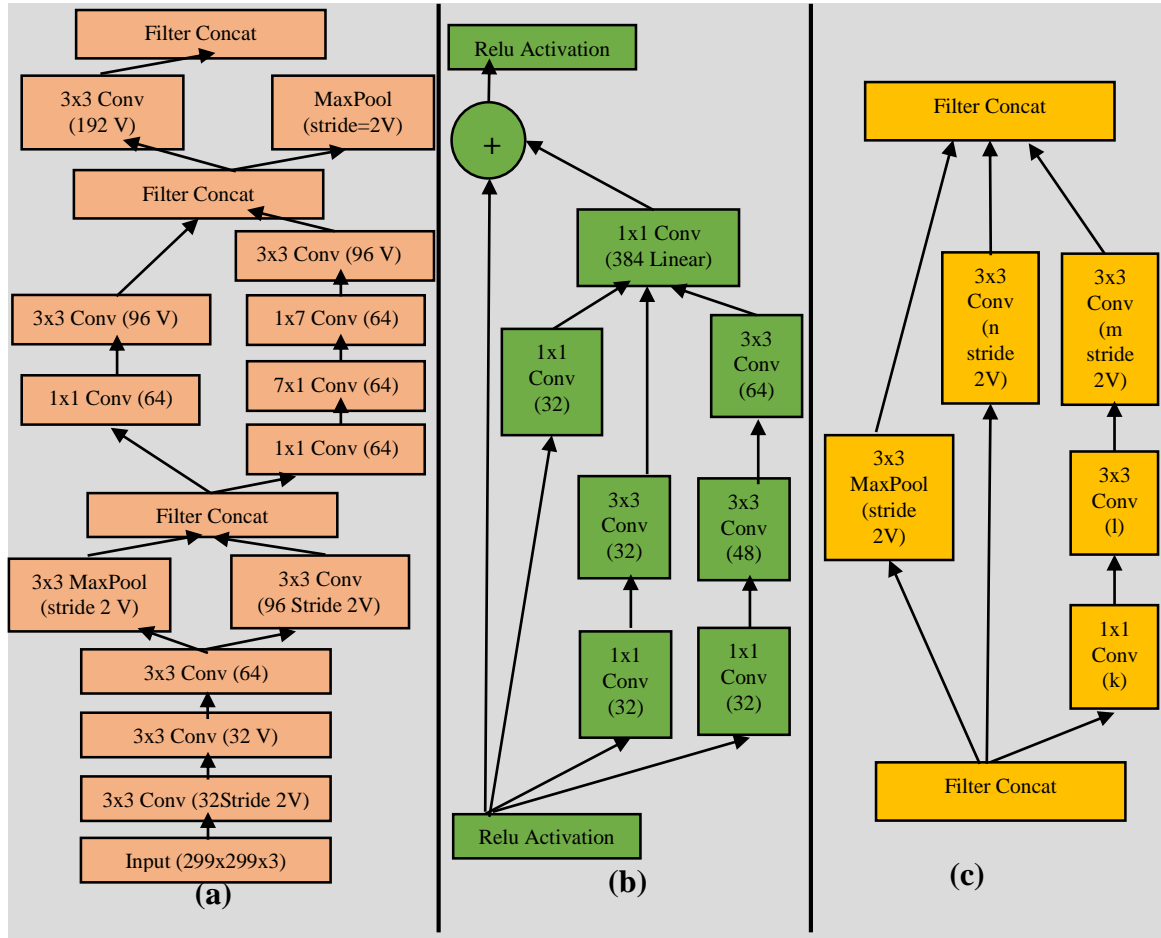 Filter Concat
3x3 Conv
(192 V)
MaxPool
(stride=2V)
Filter Concat
3x3 Conv (96 V)
3x3 Conv (96 V)
1x7 Conv (64)
1x1 Conv (64)
7x1 Conv (64)
1x1 Conv (64)
Filter Concat
3x3 MaxPool
(stride 2 V)
3x3 Conv
(96 Stride 2V)
3x3 Conv (64)
3x3 Conv (32 V)
3x3 Conv (32Stride 2V)
Input (299x299x3)
(a)
Relu Activation
+
1x1 Conv
(384 Linear)
1x1
Conv
(32)
3x3
Conv
(64)
3x3
Conv
(32)
3x3
Conv
(48)
1x1
Conv
(32)
1x1
Conv
(32)
Relu Activation
(b)
Filter Concat
3x3
Conv
(n
stride
2V)
3x3
Conv
(m
stride
2V)
3x3
MaxPool
(stride
2V)
3x3
Conv
(l)
1x1
Conv
(k)
Filter Concat
(c)